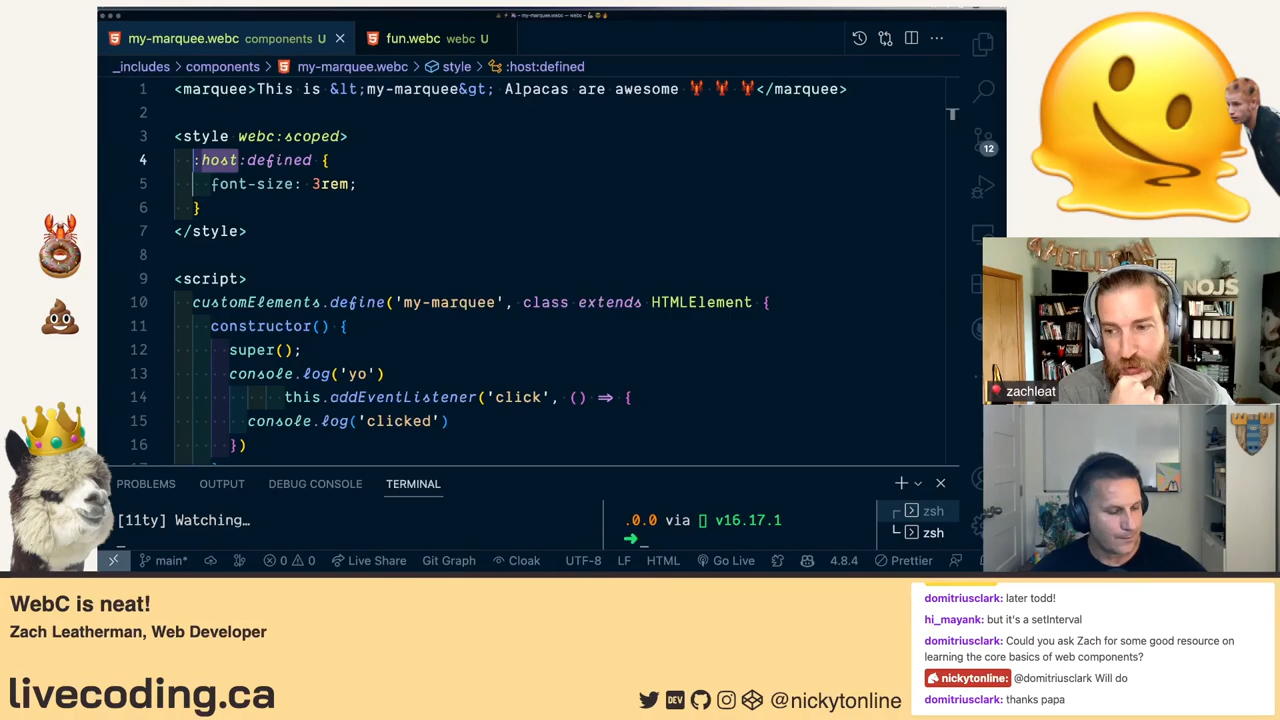 my-marquee.webc — webc
my-marquee.webc components U
fun.webc webc U
_includes > components > my-marquee.webc > style > :host:defined
1 <marquee>This is &lt;my-marquee&gt; Alpacas are awesome 🦞 🦞 🦞</marquee>
2
3 <style webc:scoped>
4 :host:defined {
5 font-size: 3rem;
6 }
7 </style>
8
9 <script>
10 customElements.define('my-marquee', class extends HTMLElement {
11 constructor() {
12 super();
13 console.log('yo')
14 this.addEventListener('click', () => {
15 console.log('clicked')
16 })
12
NOJS
zachleat
PROBLEMS OUTPUT DEBUG CONSOLE TERMINAL
[11ty] Watching…
.0.0 via v16.17.1
zsh
zsh
main* 0 0 Live Share Git Graph Cloak UTF-8 LF HTML Go Live 4.8.4 Prettier
WebC is neat!
Zach Leatherman, Web Developer
livecoding.ca
DEV
@nickytonline
domitriusclark: later todd!
hi_mayank: but it's a setInterval
domitriusclark: Could you ask Zach for some good resource on
learning the core basics of web components?
nickytonline: @domitriusclark Will do
domitriusclark: thanks papa